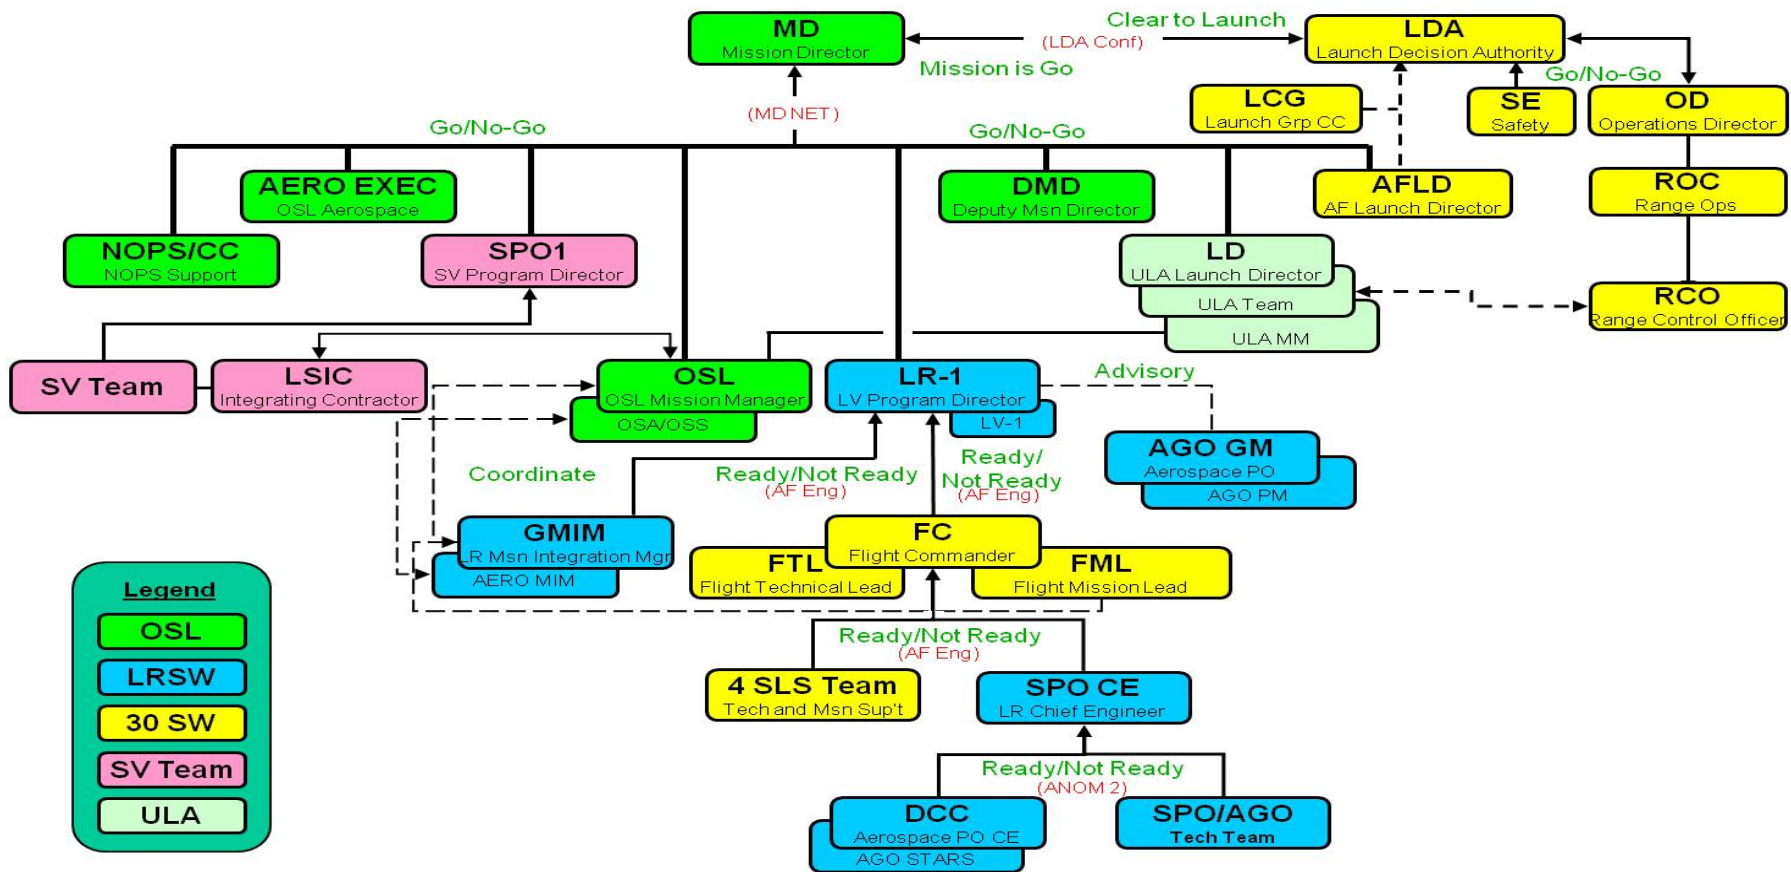 MD
Mission Director
Clear to Launch
(LDA Conf)
Mission is Go
LDA
Launch Decision Authority
Go/No-Go
LCG
Launch Grp CC
SE
Safety
OD
Operations Director
(MD NET)
Go/No-Go
Go/No-Go
AERO EXEC
OSL Aerospace
DMD
Deputy Msn Director
AFLD
AF Launch Director
ROC
Range Ops
NOPS/CC
NOPS Support
SPO1
SV Program Director
LD
ULA Launch Director
ULA Team
ULA MM
RCO
Range Control Officer
SV Team
LSIC
Integrating Contractor
OSL
OSL Mission Manager
OSA/OSS
LR-1
LV Program Director
LV-1
Advisory
AGO GM
Aerospace PO
AGO PM
Coordinate
Ready/Not Ready
(AF Eng)
Ready/
Not Ready
(AF Eng)
GMIM
LR Msn Integration Mgr
AERO MIM
FC
Flight Commander
FTL
Flight Technical Lead
FML
Flight Mission Lead
Ready/Not Ready
(AF Eng)
4 SLS Team
Tech and Msn Sup't
SPO CE
LR Chief Engineer
Ready/Not Ready
(ANOM 2)
DCC
Aerospace PO CE
AGO STARS
SPO/AGO
Tech Team
Legend
OSL
LRSW
30 SW
SV Team
ULA